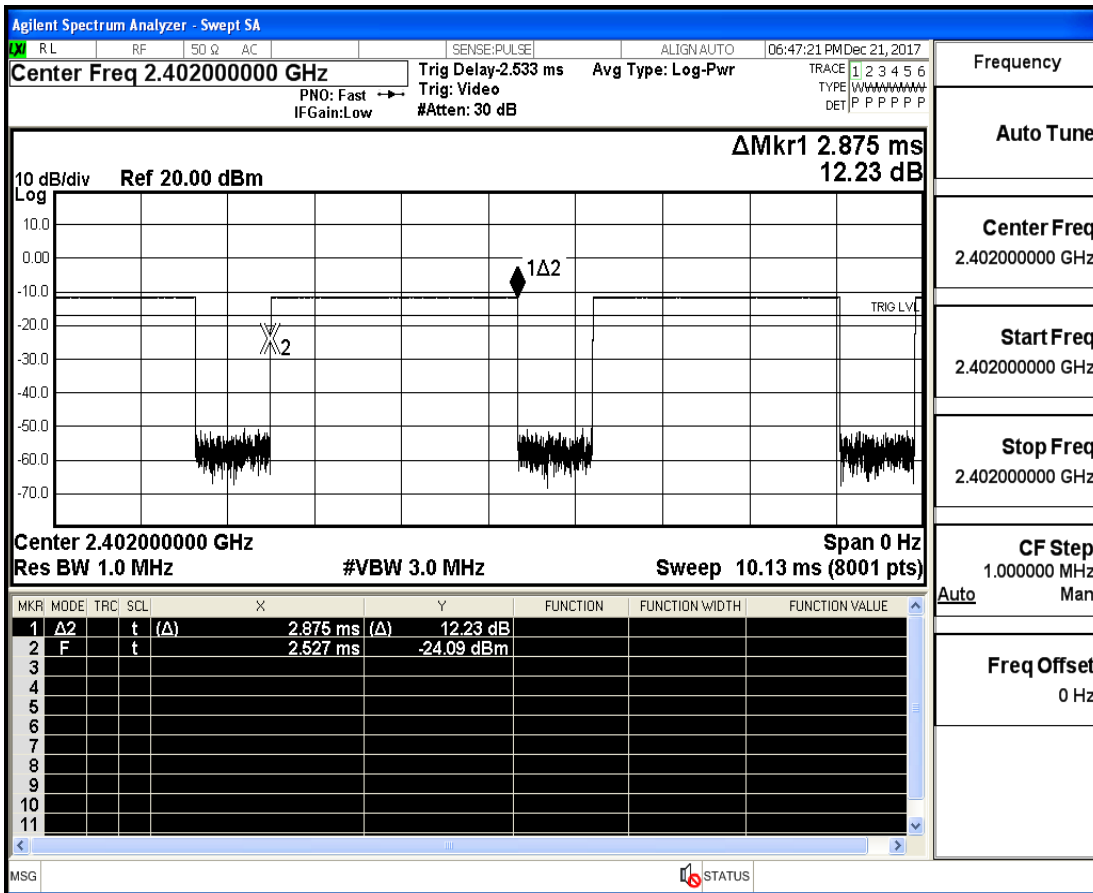 Agilent Spectrum Analyzer - Swept SA
LXI RL RF 50 Ω AC SENSE:PULSE ALIGN AUTO 06:47:21 PM Dec 21, 2017
Center Freq 2.402000000 GHz
PNO: Fast
IFGain:Low
Trig Delay-2.533 ms
Trig: Video
#Atten: 30 dB
Avg Type: Log-Pwr
TRACE 1 2 3 4 5 6
TYPE WWWWWW
DET P P P P P P
ΔMkr1 2.875 ms
12.23 dB
10 dB/div Ref 20.00 dBm
Log
10.0
0.00
1Δ2
-10.0
TRIG LVL
-20.0
2
-30.0
-40.0
-50.0
-60.0
-70.0
Center 2.402000000 GHz Span 0 Hz
Res BW 1.0 MHz #VBW 3.0 MHz Sweep 10.13 ms (8001 pts)
MKR MODE TRC SCL X Y FUNCTION FUNCTION WIDTH FUNCTION VALUE
1 Δ2 t (Δ) 2.875 ms (Δ) 12.23 dB
2 F t 2.527 ms -24.09 dBm
3
4
5
6
7
8
9
10
11
MSG STATUS
Frequency
Auto Tune
Center Freq
2.402000000 GHz
Start Freq
2.402000000 GHz
Stop Freq
2.402000000 GHz
CF Step
1.000000 MHz
Auto Man
Freq Offset
0 Hz